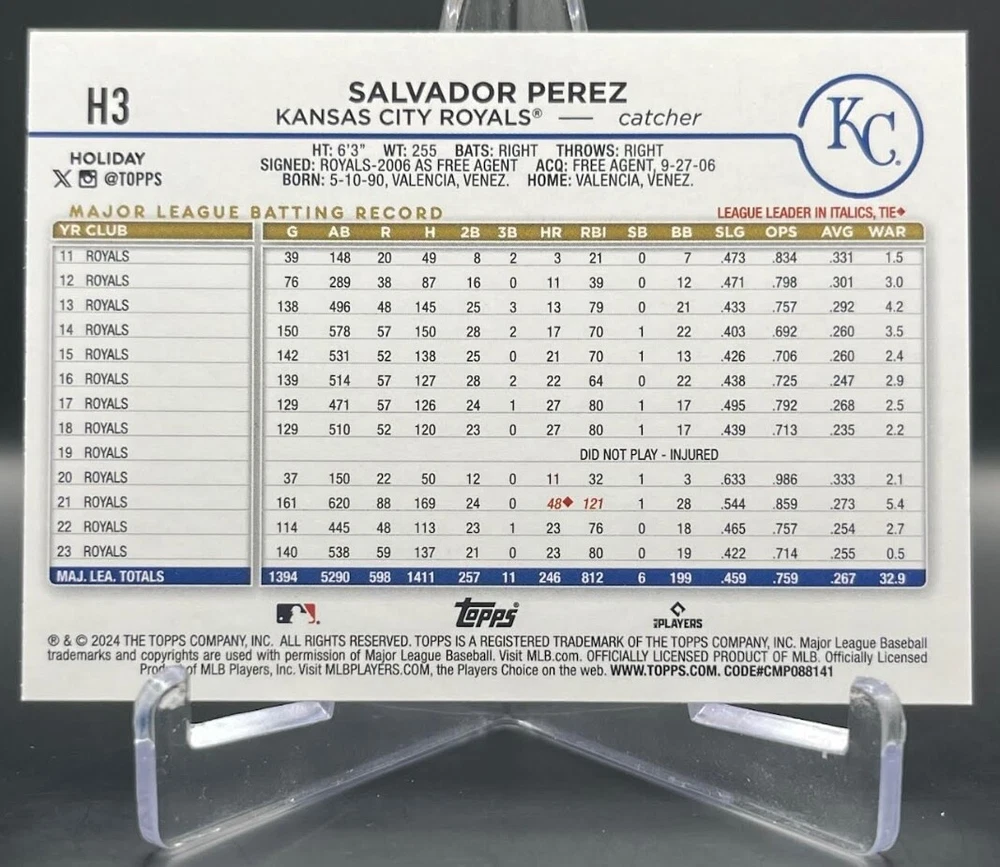 H3
SALVADOR PEREZ
KANSAS CITY ROYALS® — catcher
KC.
HOLIDAY
X @TOPPS
HT: 6'3" WT: 255 BATS: RIGHT THROWS: RIGHT
SIGNED: ROYALS-2006 AS FREE AGENT ACQ: FREE AGENT, 9-27-06
BORN: 5-10-90, VALENCIA, VENEZ. HOME: VALENCIA, VENEZ.
MAJOR LEAGUE BATTING RECORD LEAGUE LEADER IN ITALICS, TIE◆
YR CLUB G AB R H 2B 3B HR RBI SB BB SLG OPS AVG WAR
11 ROYALS 39 148 20 49 8 2 3 21 0 7 .473 .834 .331 1.5
12 ROYALS 76 289 38 87 16 0 11 39 0 12 .471 .798 .301 3.0
13 ROYALS 138 496 48 145 25 3 13 79 0 21 .433 .757 .292 4.2
14 ROYALS 150 578 57 150 28 2 17 70 1 22 .403 .692 .260 3.5
15 ROYALS 142 531 52 138 25 0 21 70 1 13 .426 .706 .260 2.4
16 ROYALS 139 514 57 127 28 2 22 64 0 22 .438 .725 .247 2.9
17 ROYALS 129 471 57 126 24 1 27 80 1 17 .495 .792 .268 2.5
18 ROYALS 129 510 52 120 23 0 27 80 1 17 .439 .713 .235 2.2
19 ROYALS DID NOT PLAY - INJURED
20 ROYALS 37 150 22 50 12 0 11 32 1 3 .633 .986 .333 2.1
21 ROYALS 161 620 88 169 24 0 48◆ 121 1 28 .544 .859 .273 5.4
22 ROYALS 114 445 48 113 23 1 23 76 0 18 .465 .757 .254 2.7
23 ROYALS 140 538 59 137 21 0 23 80 0 19 .422 .714 .255 0.5
MAJ. LEA. TOTALS 1394 5290 598 1411 257 11 246 812 6 199 .459 .759 .267 32.9
topps PLAYERS
® & © 2024 THE TOPPS COMPANY, INC. ALL RIGHTS RESERVED. TOPPS IS A REGISTERED TRADEMARK OF THE TOPPS COMPANY, INC. Major League Baseball
trademarks and copyrights are used with permission of Major League Baseball. Visit MLB.com. OFFICIALLY LICENSED PRODUCT OF MLB. Officially Licensed
Product of MLB Players, Inc. Visit MLBPLAYERS.COM, the Players Choice on the web. WWW.TOPPS.COM. CODE#CMP088141